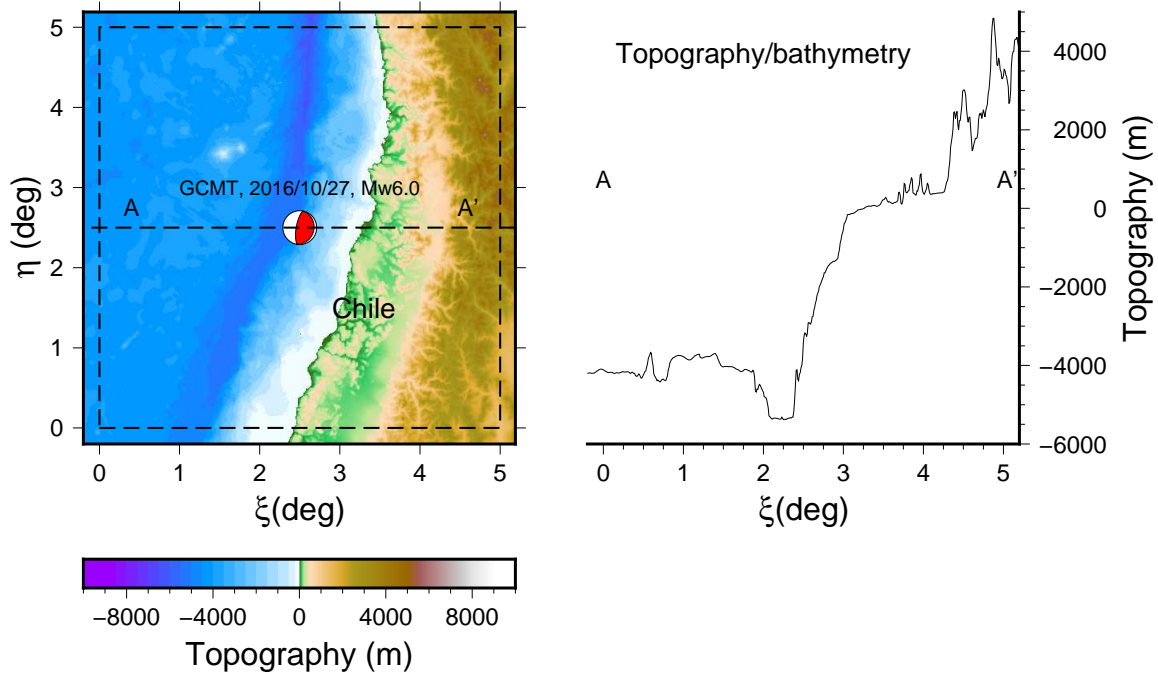 5
4
3
2
1
0
η (deg)
GCMT, 2016/10/27, Mw6.0
A
A’
Chile
0 1 2 3 4 5
ξ(deg)
−8000 −4000 0 4000 8000
Topography (m)
Topography/bathymetry
A
A’
4000
2000
0
−2000
−4000
−6000
Topography (m)
0 1 2 3 4 5
ξ(deg)